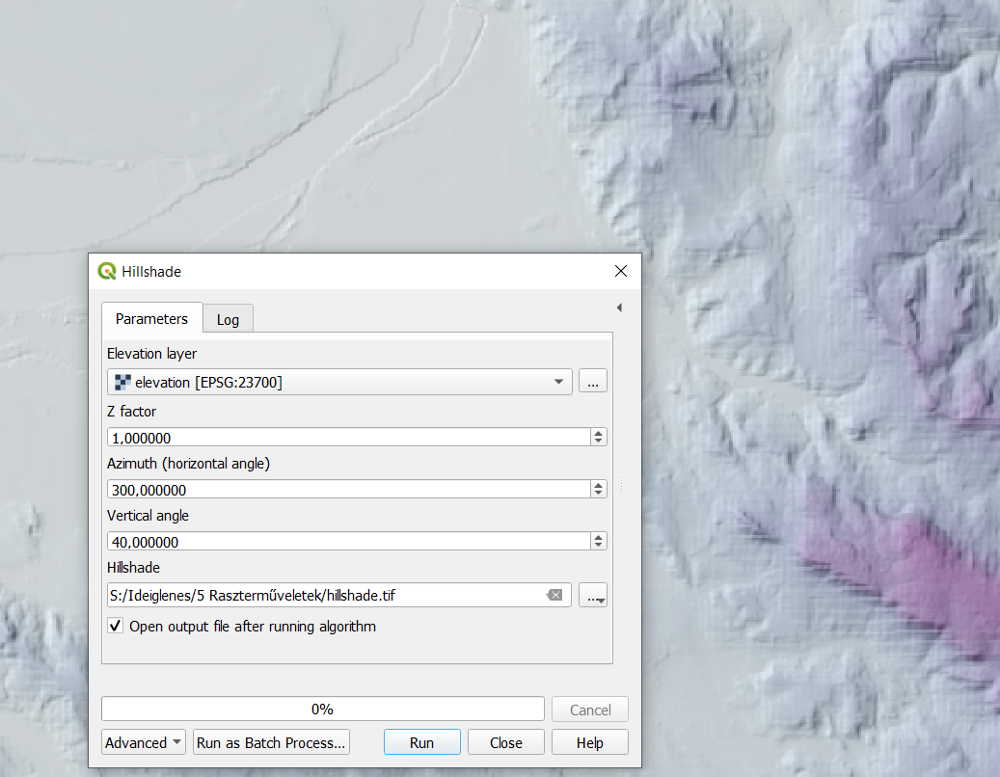 Hillshade
Parameters
Log
Elevation layer
elevation [EPSG:23700]
...
Z factor
1,000000
Azimuth (horizontal angle)
300,000000
Vertical angle
40,000000
Hillshade
S:/Ideiglenes/5 Raszterműveletek/hillshade.tif
...
Open output file after running algorithm
0%
Cancel
Advanced
Run as Batch Process...
Run
Close
Help